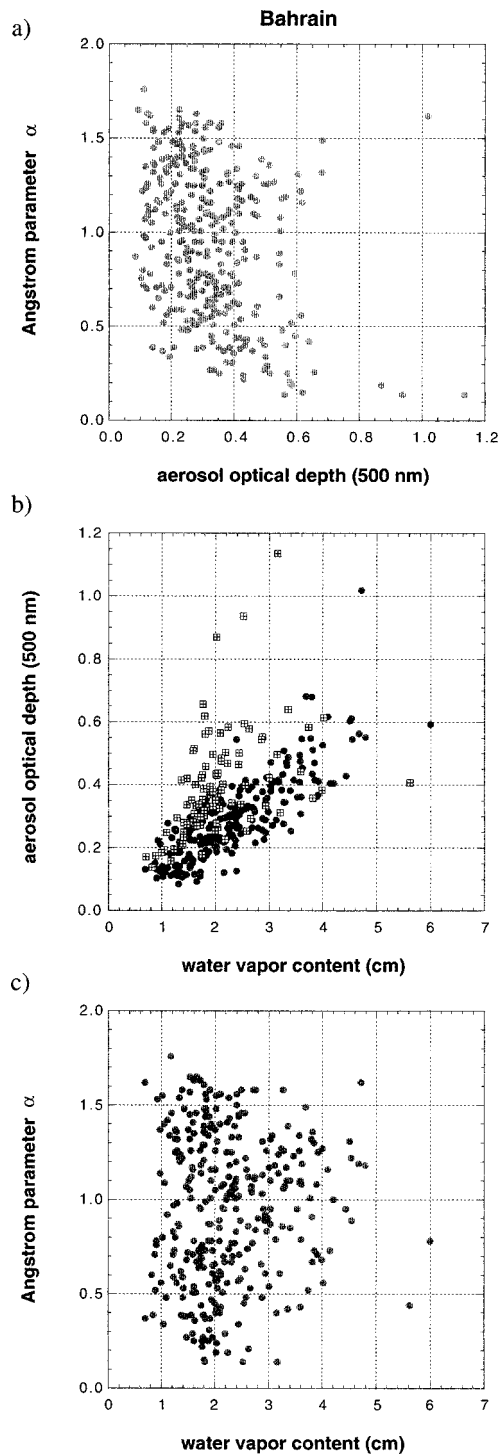 Bahrain
a)
2.0
1.5
1.0
0.5
0.0
Angstrom parameter α
0.0 0.2 0.4 0.6 0.8 1.0 1.2
aerosol optical depth (500 nm)
b)
1.2
1.0
0.8
0.6
0.4
0.2
0.0
aerosol optical depth (500 nm)
0 1 2 3 4 5 6 7
water vapor content (cm)
c)
2.0
1.5
1.0
0.5
0.0
Angstrom parameter α
0 1 2 3 4 5 6 7
water vapor content (cm)